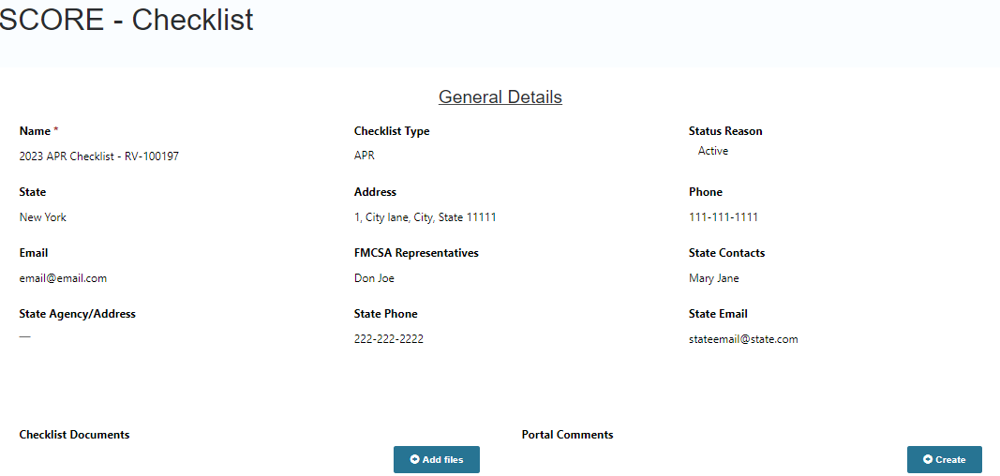 SCORE - Checklist
General Details
Name * Checklist Type Status Reason
2023 APR Checklist - RV-100197 APR Active
State Address Phone
New York 1, City lane, City, State 11111 111-111-1111
Email FMCSA Representatives State Contacts
email@email.com Don Joe Mary Jane
State Agency/Address State Phone State Email
— 222-222-2222 stateemail@state.com
Checklist Documents Portal Comments
Add files Create